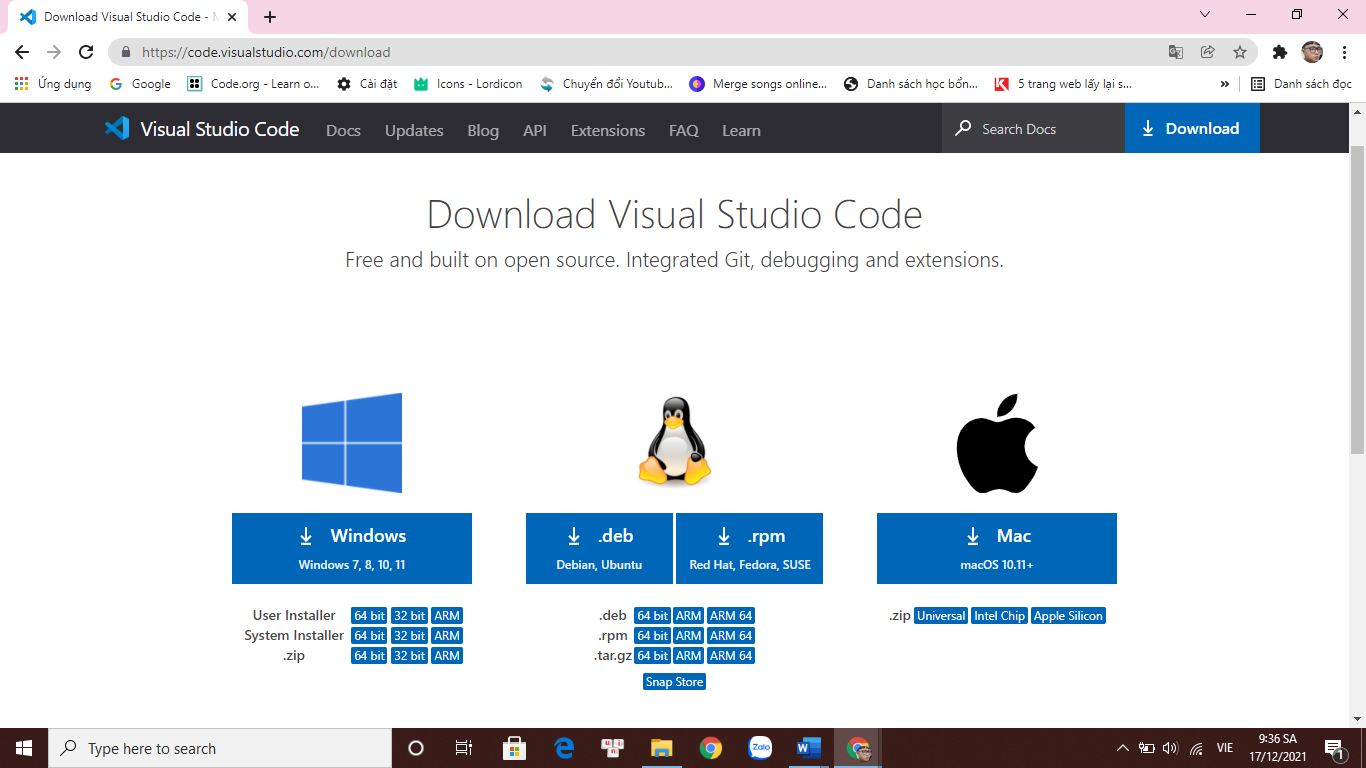 Download Visual Studio Code - M
https://code.visualstudio.com/download
Ứng dụng Google Code.org - Learn o... Cài đặt Icons - Lordicon Chuyển đổi Youtub... Merge songs online... Danh sách học bổn... 5 trang web lấy lại s... » Danh sách đọc
Visual Studio Code Docs Updates Blog API Extensions FAQ Learn Search Docs Download
Download Visual Studio Code
Free and built on open source. Integrated Git, debugging and extensions.
Windows
Windows 7, 8, 10, 11
User Installer 64 bit 32 bit ARM
System Installer 64 bit 32 bit ARM
.zip 64 bit 32 bit ARM
.deb
Debian, Ubuntu
.rpm
Red Hat, Fedora, SUSE
.deb 64 bit ARM ARM 64
.rpm 64 bit ARM ARM 64
.tar.gz 64 bit ARM ARM 64
Snap Store
Mac
macOS 10.11+
.zip Universal Intel Chip Apple Silicon
Type here to search
Zalo
VIE
9:36 SA
17/12/2021
1